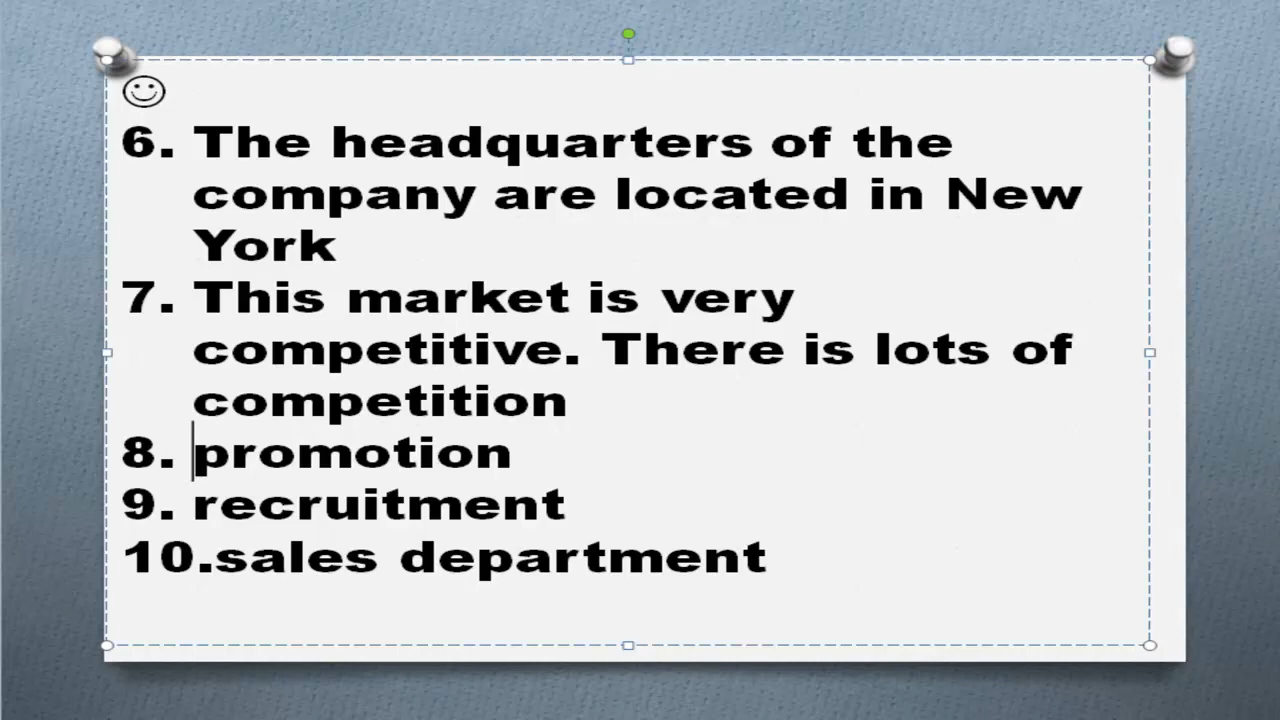 6. The headquarters of the
company are located in New
York
7. This market is very
competitive. There is lots of
competition
8. promotion
9. recruitment
10.sales department